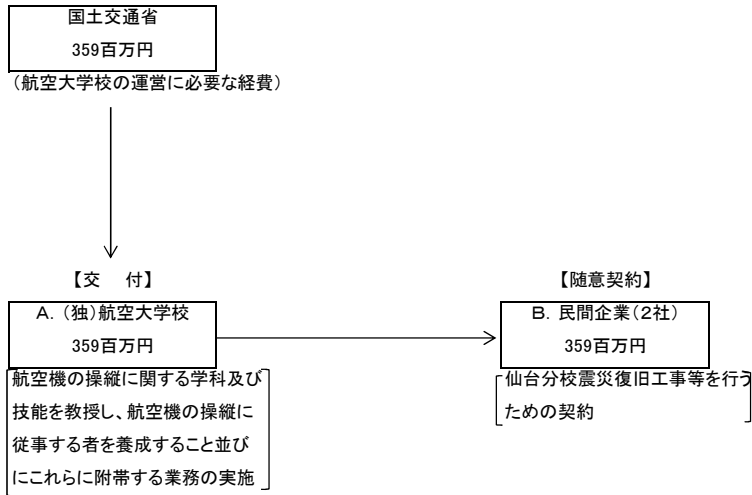 国土交通省
359百万円
（航空大学校の運営に必要な経費）
【交　付】
A.（独）航空大学校
359百万円
航空機の操縦に関する学科及び
技能を教授し、航空機の操縦に
従事する者を養成すること並び
にこれらに附帯する業務の実施
【随意契約】
B．民間企業（２社）
359百万円
仙台分校震災復旧工事等を行う
ための契約